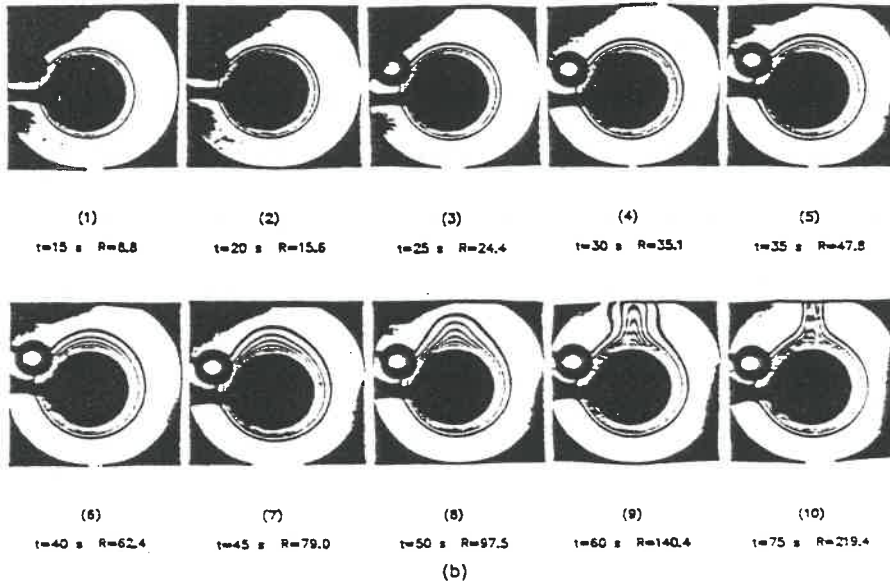 (1) (2) (3) (4) (5)
t=15 s R=8.8 t=20 s R=15.6 t=25 s R=24.4 t=30 s R=35.1 t=35 s R=47.8
(6) (7) (8) (9) (10)
t=40 s R=62.4 t=45 s R=79.0 t=50 s R=97.5 t=60 s R=140.4 t=75 s R=219.4
(b)